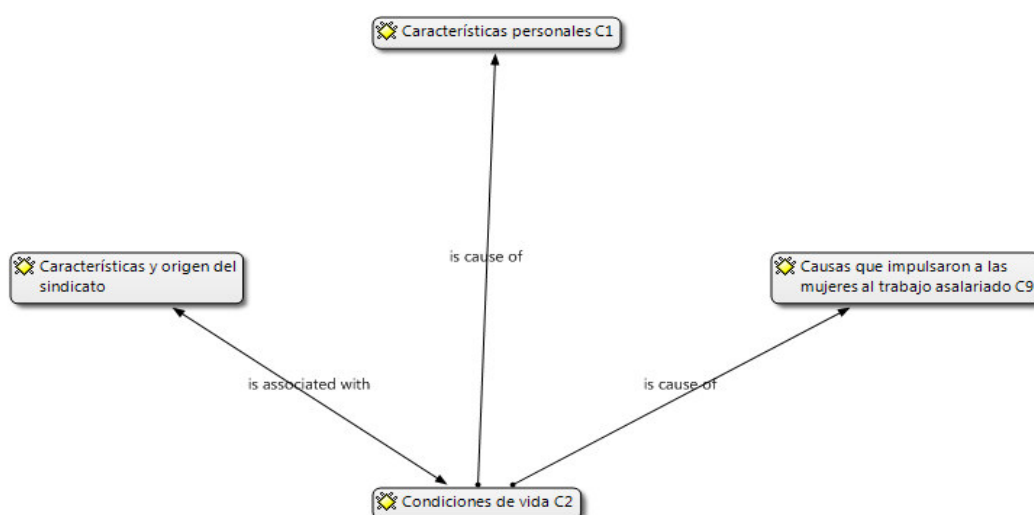 Características personales C1
is cause of
Características y origen del
sindicato
Causas que impulsaron a las
mujeres al trabajo asalariado C9
is associated with
is cause of
Condiciones de vida C2